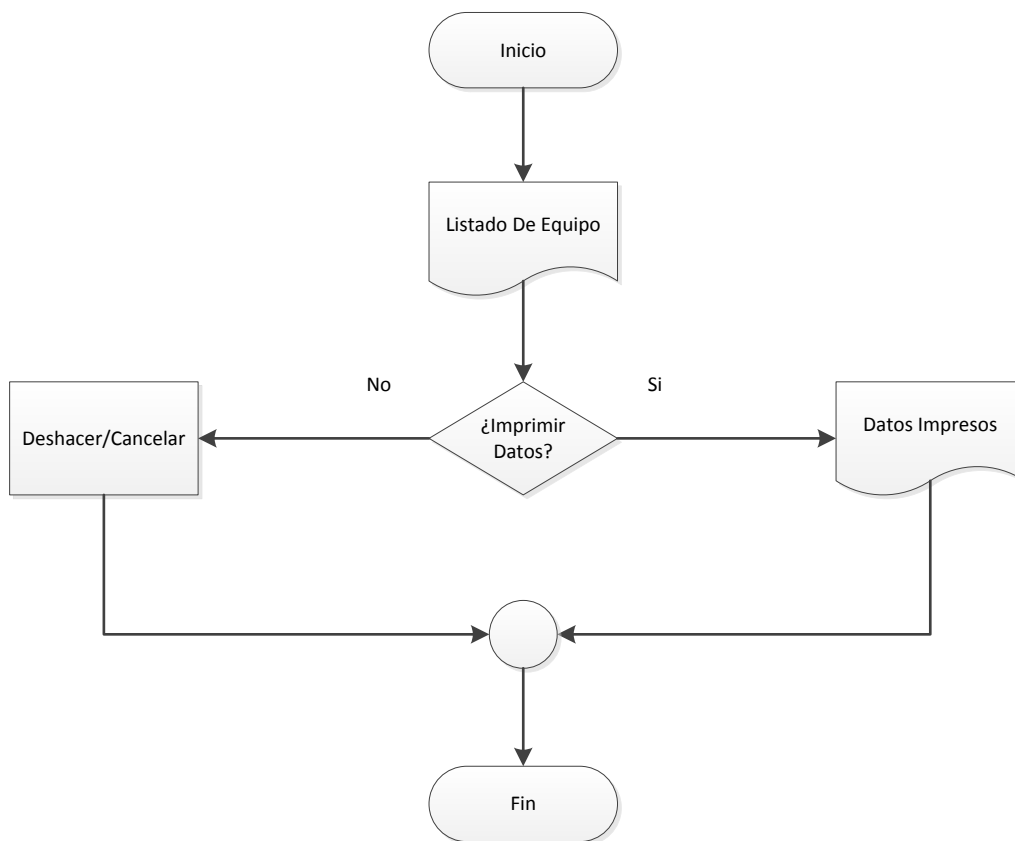 Inicio
Listado De Equipo
No
Si
Deshacer/Cancelar
¿Imprimir
Datos?
Datos Impresos
Fin